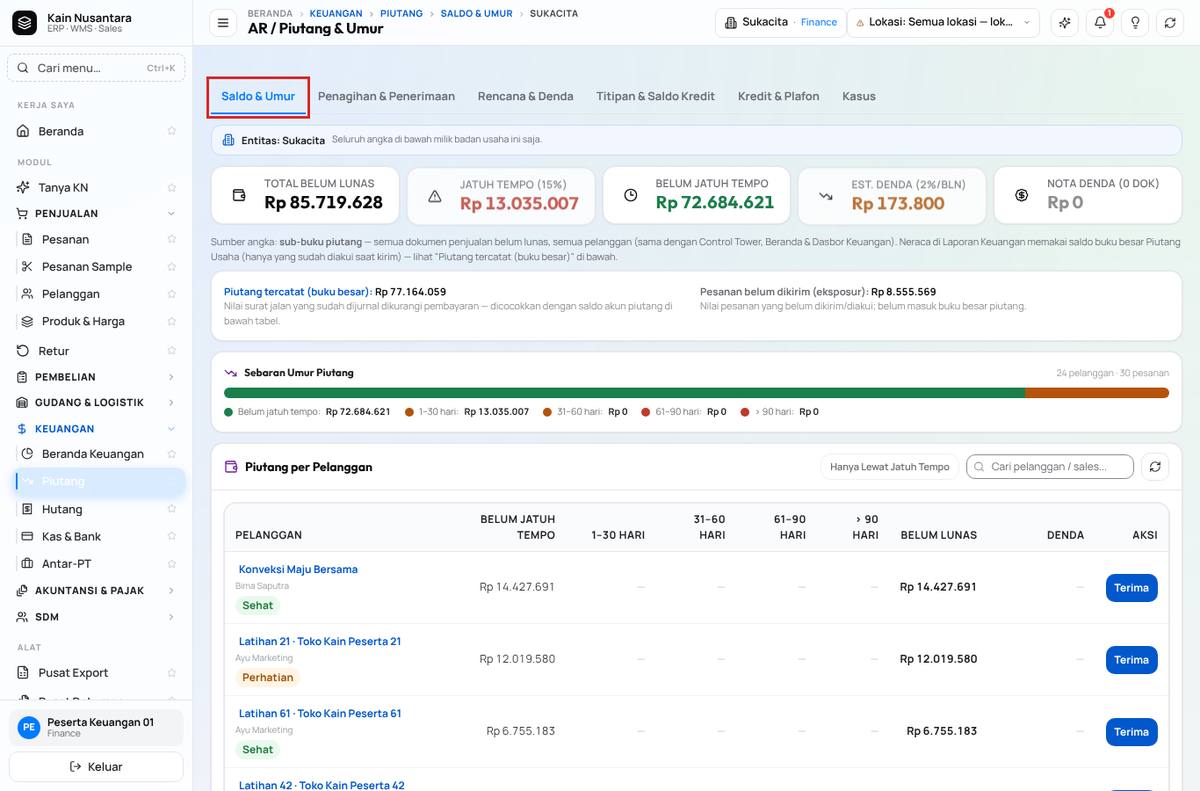 Kain Nusantara
ERP · WMS · Sales
Cari menu... Ctrl+K
KERJA SAYA
Beranda
MODUL
Tanya KN
PENJUALAN
Pesanan
Pesanan Sample
Pelanggan
Produk & Harga
Retur
PEMBELIAN
GUDANG & LOGISTIK
KEUANGAN
Beranda Keuangan
Piutang
Hutang
Kas & Bank
Antar-PT
AKUNTANSI & PAJAK
SDM
ALAT
Pusat Export
PE Peserta Keuangan 01
Finance
Keluar
BERANDA › KEUANGAN › PIUTANG › SALDO & UMUR › SUKACITA
AR / Piutang & Umur
Sukacita · Finance
Lokasi: Semua lokasi — lok...
1
Saldo & Umur Penagihan & Penerimaan Rencana & Denda Titipan & Saldo Kredit Kredit & Plafon Kasus
Entitas: Sukacita Seluruh angka di bawah milik badan usaha ini saja.
TOTAL BELUM LUNAS
Rp 85.719.628
JATUH TEMPO (15%)
Rp 13.035.007
BELUM JATUH TEMPO
Rp 72.684.621
EST. DENDA (2%/BLN)
Rp 173.800
NOTA DENDA (0 DOK)
Rp 0
Sumber angka: sub-buku piutang — semua dokumen penjualan belum lunas, semua pelanggan (sama dengan Control Tower, Beranda & Dasbor Keuangan). Neraca di Laporan Keuangan memakai saldo buku besar Piutang
Usaha (hanya yang sudah diakui saat kirim) — lihat "Piutang tercatat (buku besar)" di bawah.
Piutang tercatat (buku besar): Rp 77.164.059
Nilai surat jalan yang sudah dijurnal dikurangi pembayaran — dicocokkan dengan saldo akun piutang di
bawah tabel.
Pesanan belum dikirim (eksposur): Rp 8.555.569
Nilai pesanan yang belum dikirim/diakui; belum masuk buku besar piutang.
Sebaran Umur Piutang 24 pelanggan · 30 pesanan
Belum jatuh tempo: Rp 72.684.621 1–30 hari: Rp 13.035.007 31–60 hari: Rp 0 61–90 hari: Rp 0 > 90 hari: Rp 0
Piutang per Pelanggan Hanya Lewat Jatuh Tempo Cari pelanggan / sales...
PELANGGAN BELUM JATUH TEMPO 1–30 HARI 31–60 HARI 61–90 HARI > 90 HARI BELUM LUNAS DENDA AKSI
Konveksi Maju Bersama
Bima Saputra
Sehat
Rp 14.427.691 — — — — Rp 14.427.691 — Terima
Latihan 21 · Toko Kain Peserta 21
Ayu Marketing
Perhatian
Rp 12.019.580 — — — — Rp 12.019.580 — Terima
Latihan 61 · Toko Kain Peserta 61
Ayu Marketing
Sehat
Rp 6.755.183 — — — — Rp 6.755.183 — Terima
Latihan 42 · Toko Kain Peserta 42